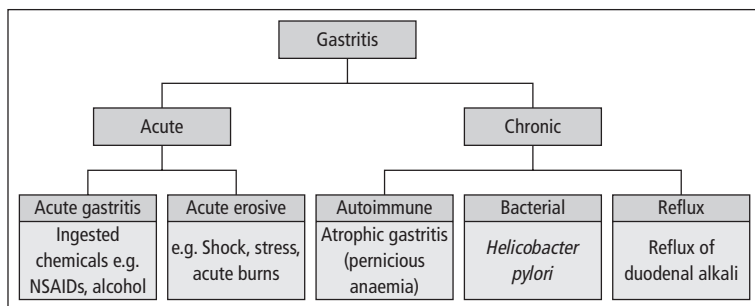 Gastritis
Acute
Chronic
Acute gastritis
Ingested
chemicals e.g.
NSAIDs, alcohol
Acute erosive
e.g. Shock, stress,
acute burns
Autoimmune
Atrophic gastritis
(pernicious
anaemia)
Bacterial
Helicobacter
pylori
Reflux
Reflux of
duodenal alkali